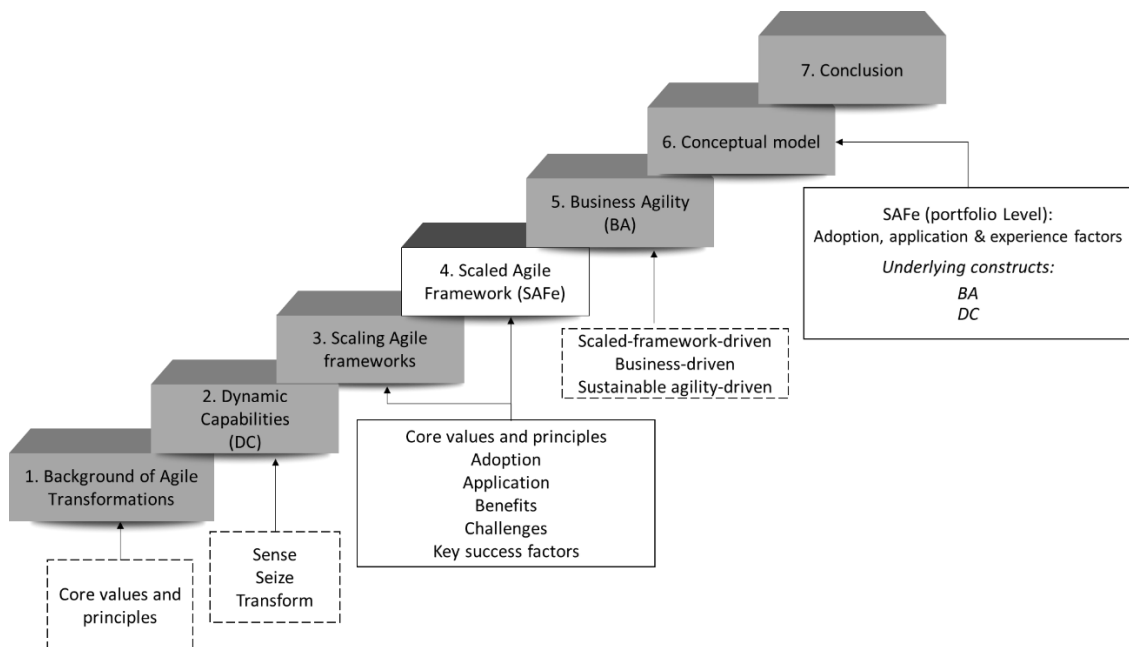 7. Conclusion
6. Conceptual model
5. Business Agility
(BA)
4. Scaled Agile
Framework (SAFe)
3. Scaling Agile
frameworks
2. Dynamic
Capabilities
(DC)
1. Background of Agile
Transformations
SAFe (portfolio Level):
Adoption, application & experience factors
Underlying constructs:
BA
DC
Scaled-framework-driven
Business-driven
Sustainable agility-driven
Core values and principles
Adoption
Application
Benefits
Challenges
Key success factors
Sense
Seize
Transform
Core values and
principles